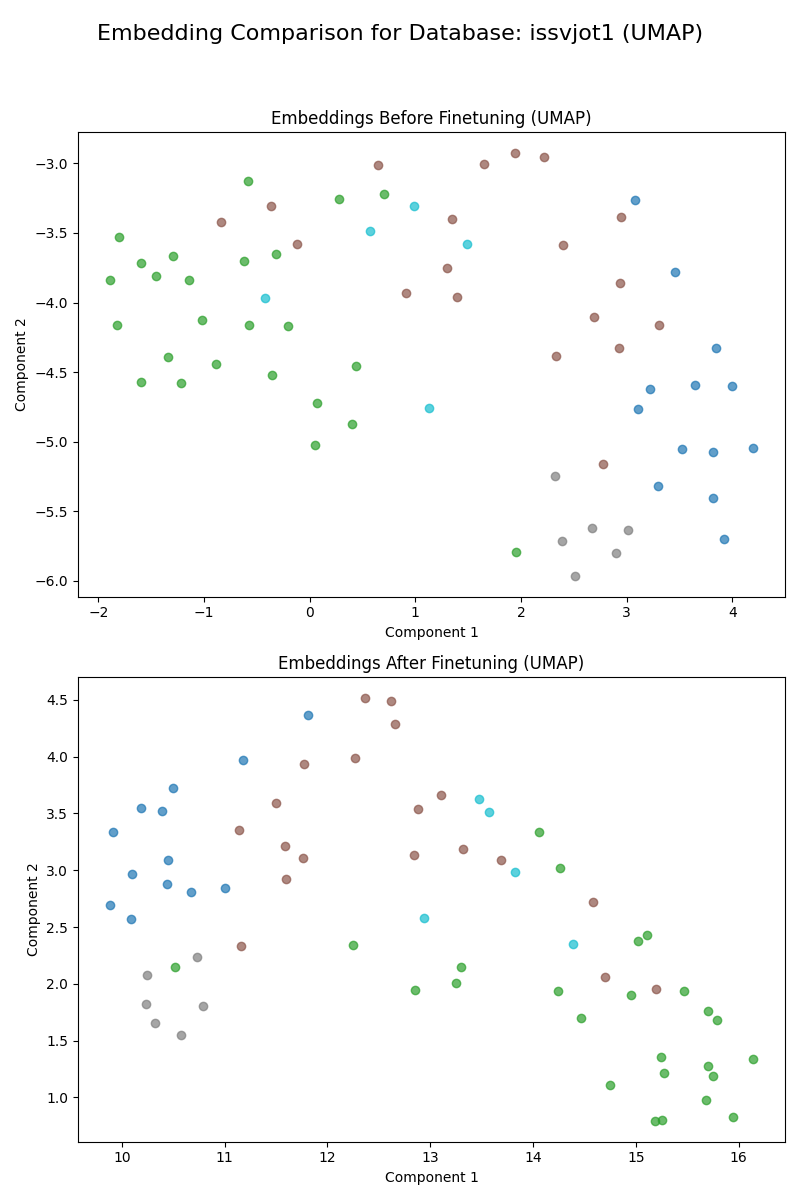 Embedding Comparison for Database: issvjot1 (UMAP)
Embeddings Before Finetuning (UMAP)
−3.0
−3.5
−4.0
−4.5
−5.0
−5.5
−6.0
Component 2
−2 −1 0 1 2 3 4
Component 1
Embeddings After Finetuning (UMAP)
4.5
4.0
3.5
3.0
2.5
2.0
1.5
1.0
Component 2
10 11 12 13 14 15 16
Component 1